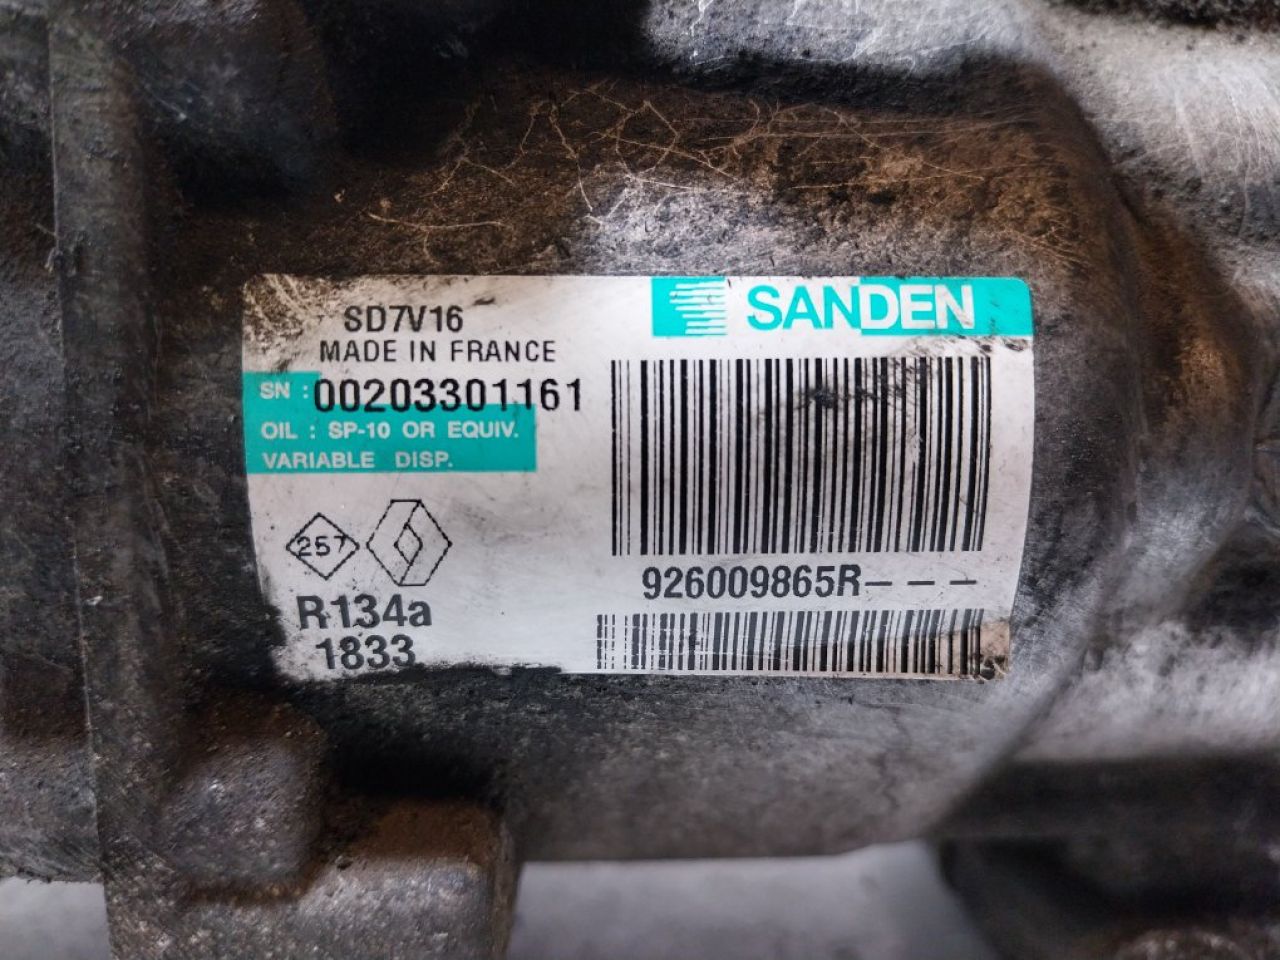 SANDEN
SD7V16
MADE IN FRANCE
SN : 00203301161
OIL : SP-10 OR EQUIV.
VARIABLE DISP.
257
926009865R---
R134a
1833